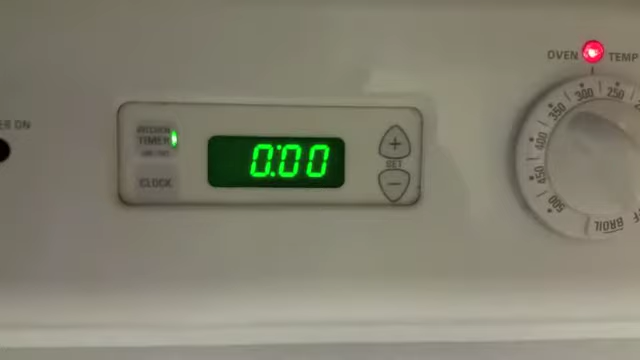 OVEN TEMP
ER ON
KITCHEN
TIMER
CLOCK
0:00
+
SET
−
250
300
350
400
450
500
BROIL